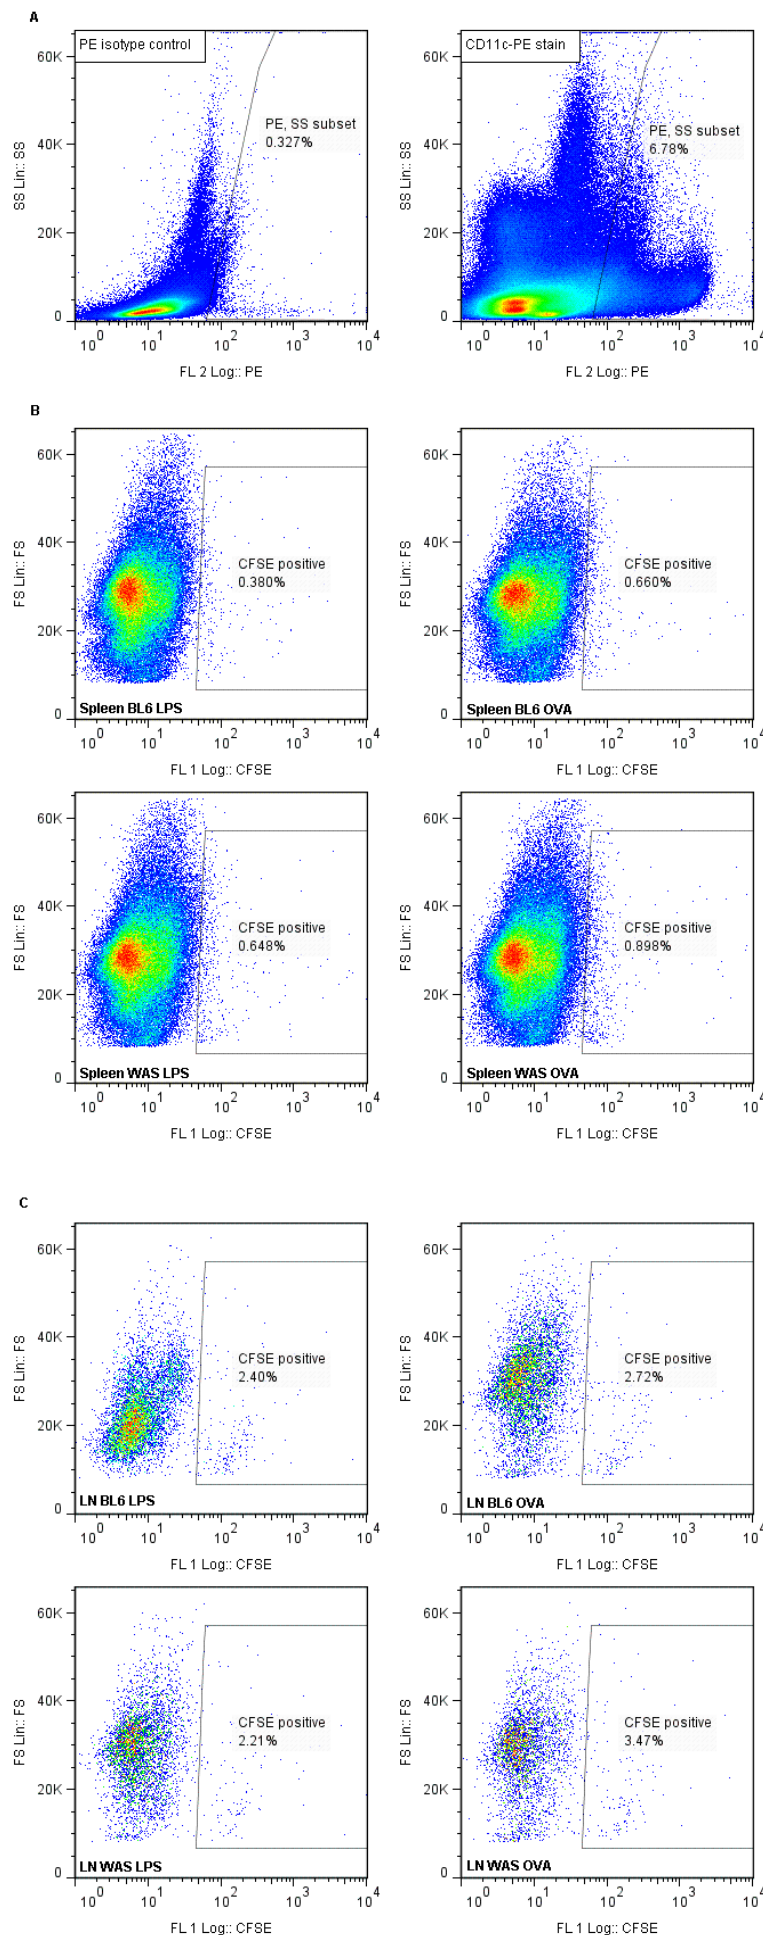 A
PE isotype control
CD11c-PE stain
60K
40K
20K
0
SS Lin:: SS
PE, SS subset
0.327%
10^0 10^1 10^2 10^3 10^4
FL 2 Log:: PE
60K
40K
20K
0
SS Lin:: SS
PE, SS subset
6.78%
10^0 10^1 10^2 10^3 10^4
FL 2 Log:: PE
B
60K
40K
20K
0
FS Lin:: FS
CFSE positive
0.380%
Spleen BL6 LPS
10^0 10^1 10^2 10^3 10^4
FL 1 Log:: CFSE
60K
40K
20K
0
FS Lin:: FS
CFSE positive
0.660%
Spleen BL6 OVA
10^0 10^1 10^2 10^3 10^4
FL 1 Log:: CFSE
60K
40K
20K
0
FS Lin:: FS
CFSE positive
0.648%
Spleen WAS LPS
10^0 10^1 10^2 10^3 10^4
FL 1 Log:: CFSE
60K
40K
20K
0
FS Lin:: FS
CFSE positive
0.898%
Spleen WAS OVA
10^0 10^1 10^2 10^3 10^4
FL 1 Log:: CFSE
C
60K
40K
20K
0
FS Lin:: FS
CFSE positive
2.40%
LN BL6 LPS
10^0 10^1 10^2 10^3 10^4
FL 1 Log:: CFSE
60K
40K
20K
0
FS Lin:: FS
CFSE positive
2.72%
LN BL6 OVA
10^0 10^1 10^2 10^3 10^4
FL 1 Log:: CFSE
60K
40K
20K
0
FS Lin:: FS
CFSE positive
2.21%
LN WAS LPS
10^0 10^1 10^2 10^3 10^4
FL 1 Log:: CFSE
60K
40K
20K
0
FS Lin:: FS
CFSE positive
3.47%
LN WAS OVA
10^0 10^1 10^2 10^3 10^4
FL 1 Log:: CFSE